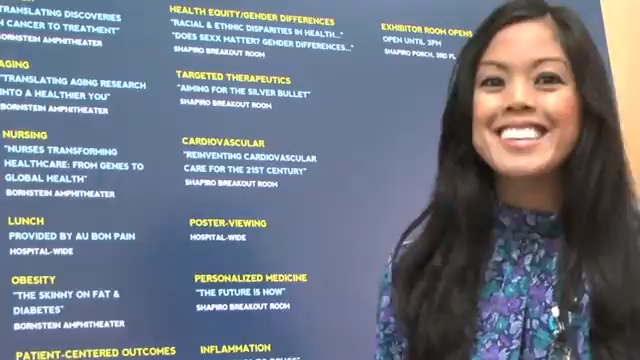 "TRANSLATING DISCOVERIES
CANCER TO TREATMENT"
BORNSTEIN AMPHITHEATER
AGING
"TRANSLATING AGING RESEARCH
INTO A HEALTHIER YOU"
BORNSTEIN AMPHITHEATER
NURSING
"NURSES TRANSFORMING
HEALTHCARE: FROM GENES TO
GLOBAL HEALTH"
BORNSTEIN AMPHITHEATER
LUNCH
PROVIDED BY AU BON PAIN
HOSPITAL-WIDE
OBESITY
"THE SKINNY ON FAT &
DIABETES"
BORNSTEIN AMPHITHEATER
PATIENT-CENTERED OUTCOMES
HEALTH EQUITY/GENDER DIFFERENCES
"RACIAL & ETHNIC DISPARITIES IN HEALTH..."
"DOES SEXX MATTER? GENDER DIFFERENCES..."
SHAPIRO BREAKOUT ROOM
TARGETED THERAPEUTICS
"AIMING FOR THE SILVER BULLET"
SHAPIRO BREAKOUT ROOM
CARDIOVASCULAR
"REINVENTING CARDIOVASCULAR
CARE FOR THE 21ST CENTURY"
SHAPIRO BREAKOUT ROOM
POSTER-VIEWING
HOSPITAL-WIDE
PERSONALIZED MEDICINE
"THE FUTURE IS NOW"
SHAPIRO BREAKOUT ROOM
INFLAMMATION
EXHIBITOR ROOM OPENS
OPEN UNTIL 3PM
SHAPIRO PONCH, 3RD FL